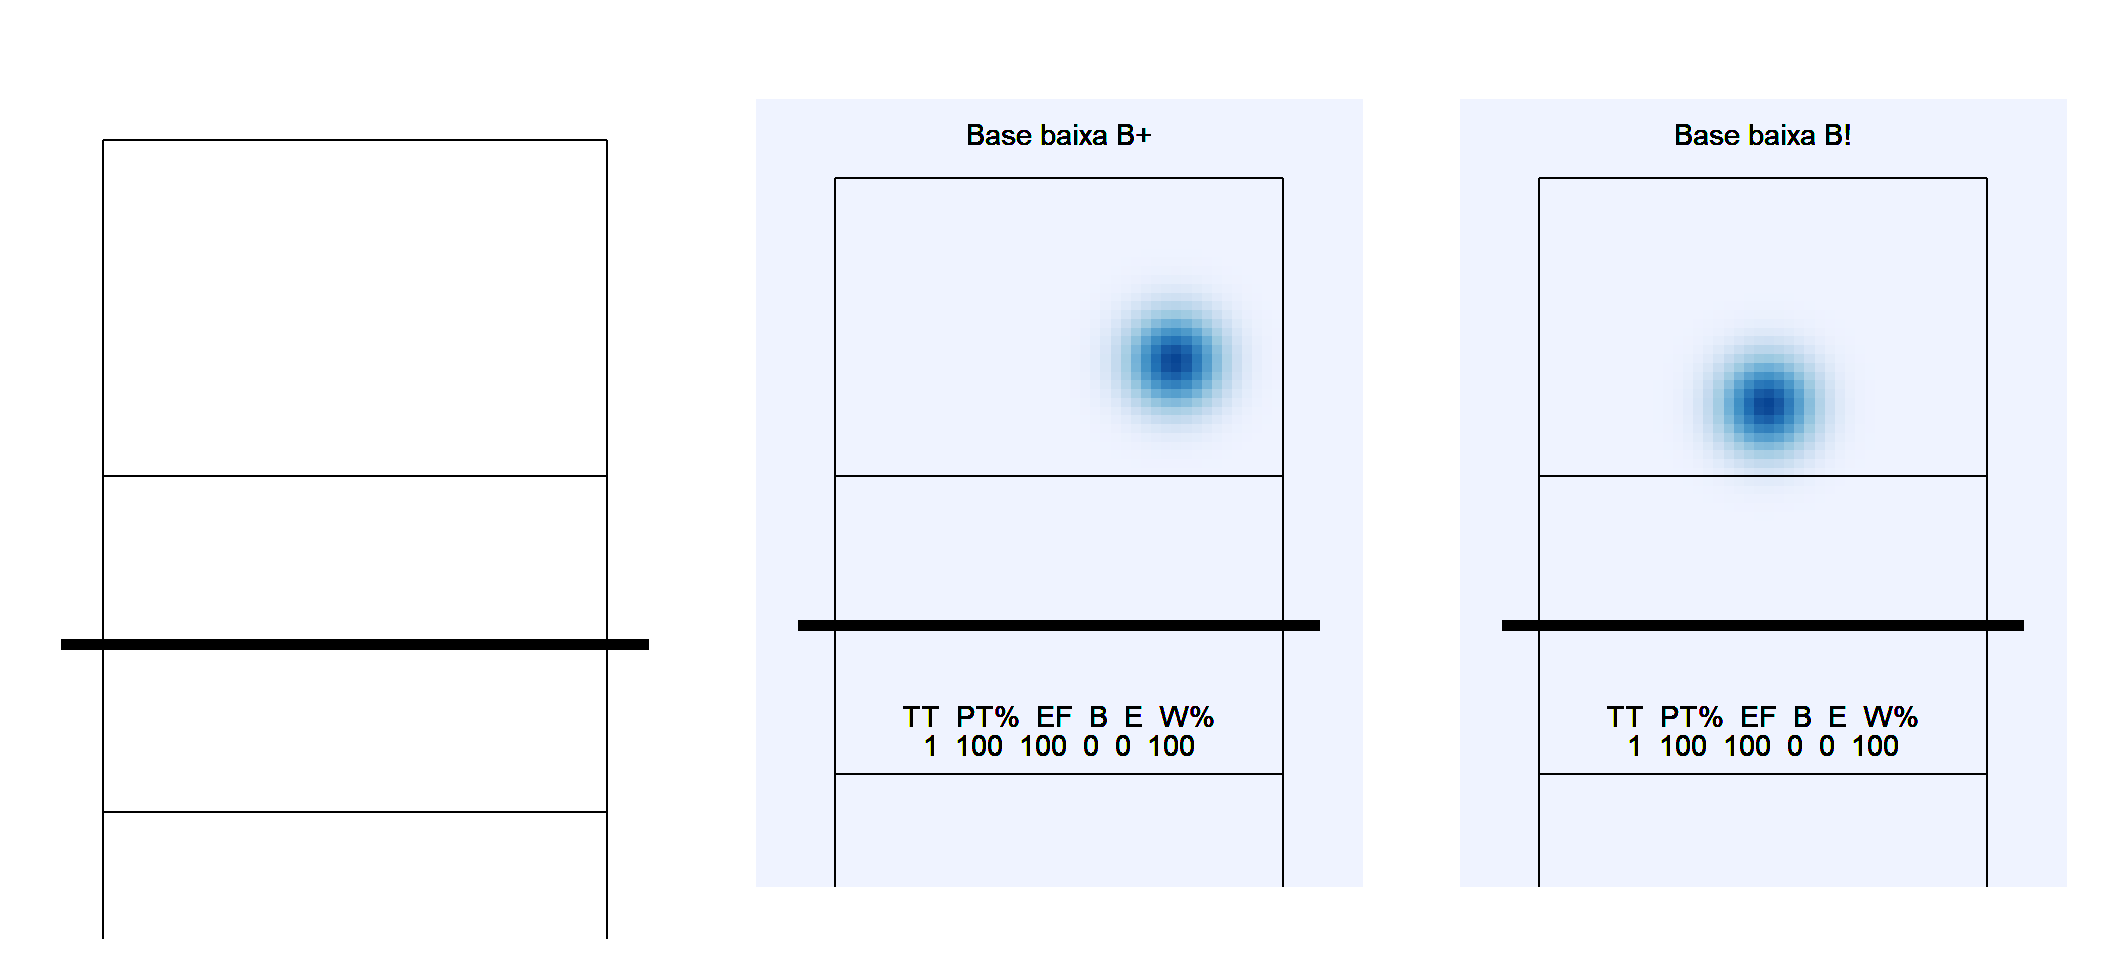 Base baixa B+
TT PT% EF B E W%
1 100 100 0 0 100
Base baixa B!
TT PT% EF B E W%
1 100 100 0 0 100